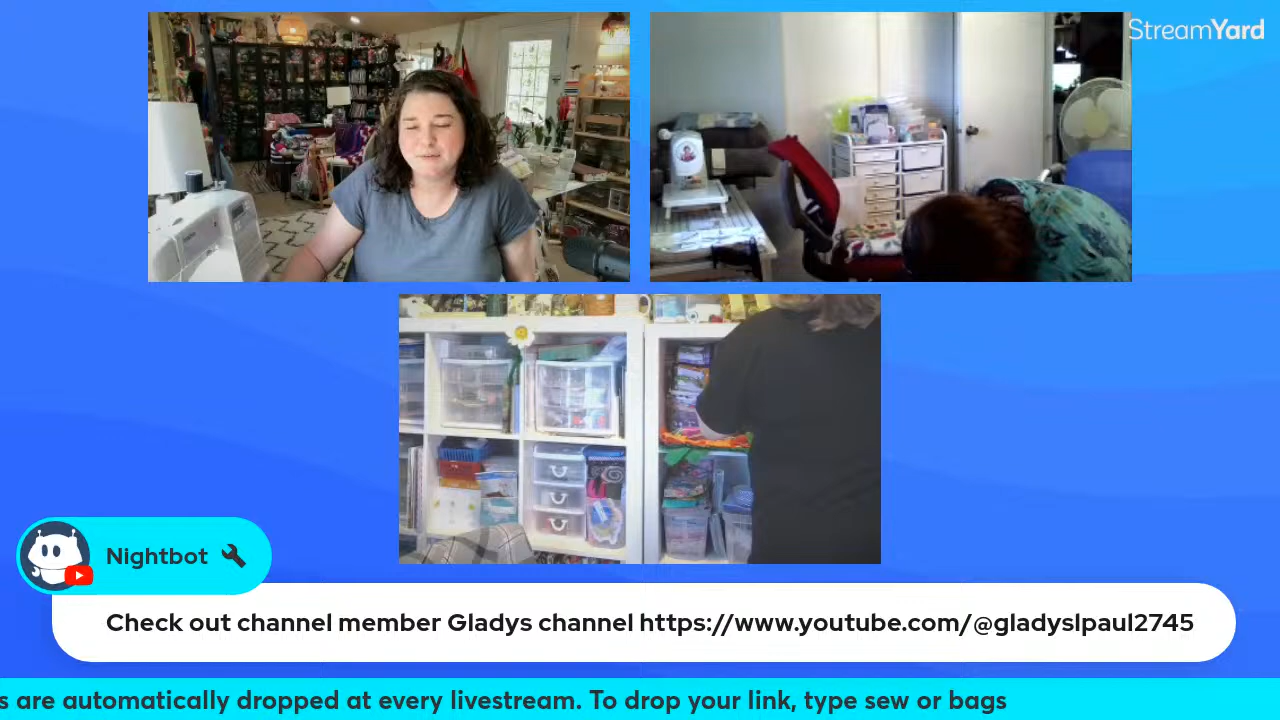 StreamYard
Nightbot
Check out channel member Gladys channel https://www.youtube.com/@gladyslpaul2745
s are automatically dropped at every livestream. To drop your link, type sew or bags